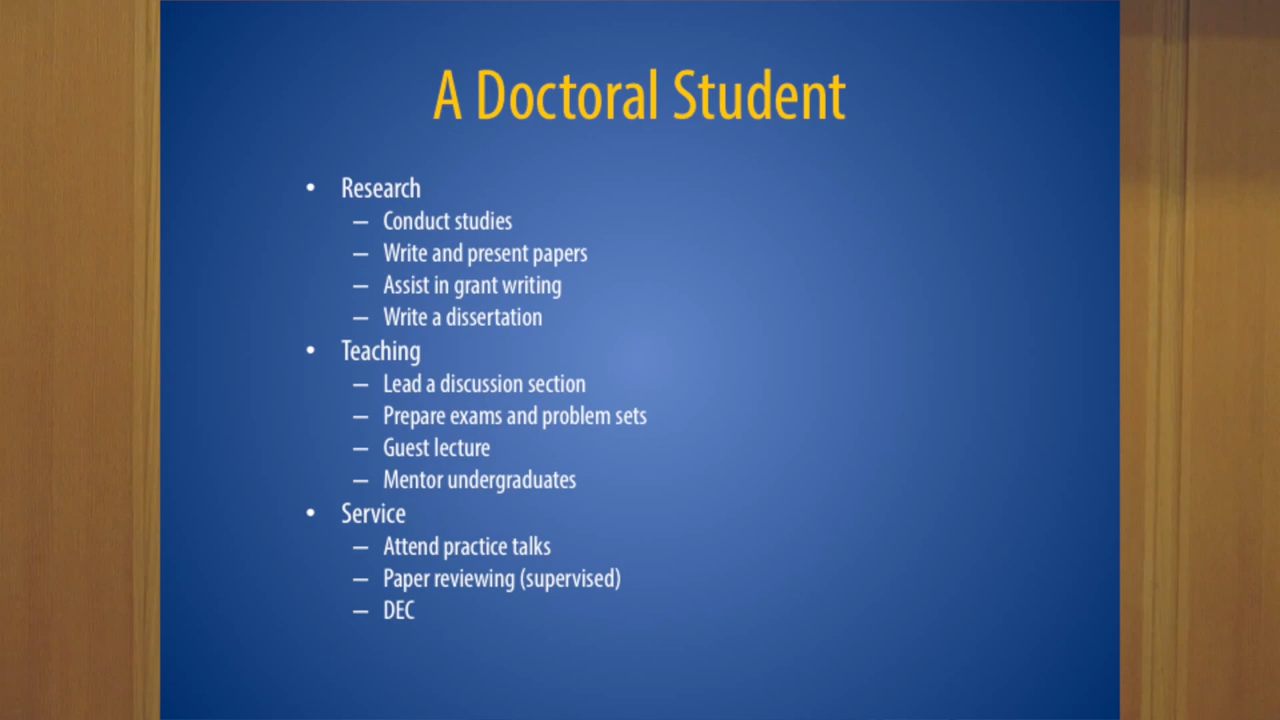 A Doctoral Student
• Research
– Conduct studies
– Write and present papers
– Assist in grant writing
– Write a dissertation
• Teaching
– Lead a discussion section
– Prepare exams and problem sets
– Guest lecture
– Mentor undergraduates
• Service
– Attend practice talks
– Paper reviewing (supervised)
– DEC